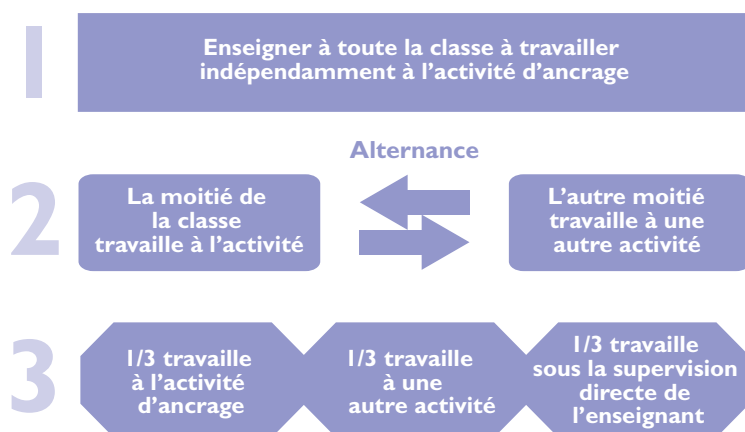 1
Enseigner à toute la classe à travailler
indépendamment à l’activité d’ancrage
Alternance
2
La moitié de
la classe
travaille à l’activité
L’autre moitié
travaille à une
autre activité
3
1/3 travaille
à l’activité
d’ancrage
1/3 travaille
à une
autre activité
1/3 travaille
sous la supervision
directe de
l’enseignant